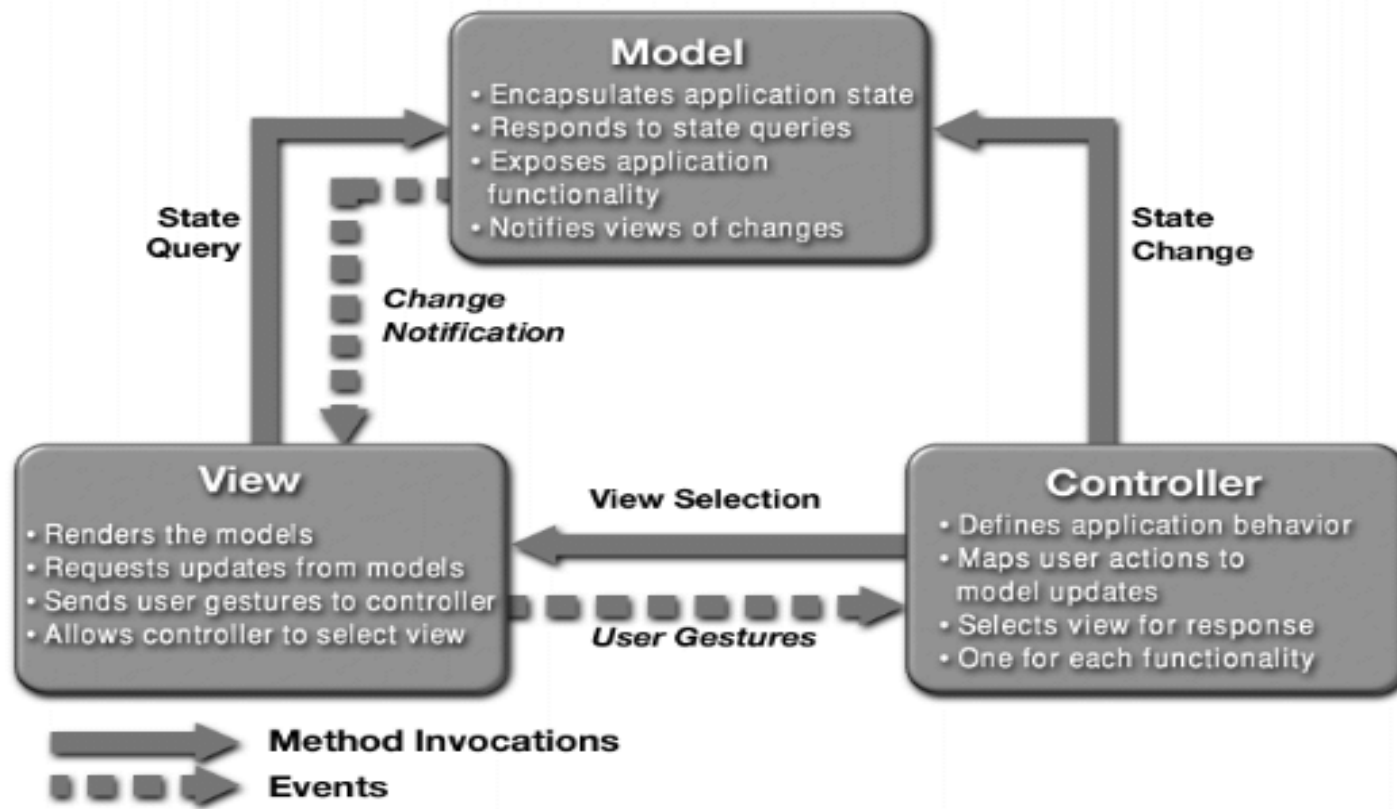 Model
• Encapsulates application state
• Responds to state queries
• Exposes application
functionality
• Notifies views of changes
State
Query
State
Change
Change
Notification
View
• Renders the models
• Requests updates from models
• Sends user gestures to controller
• Allows controller to select view
View Selection
User Gestures
Controller
• Defines application behavior
• Maps user actions to
model updates
• Selects view for response
• One for each functionality
Method Invocations
Events